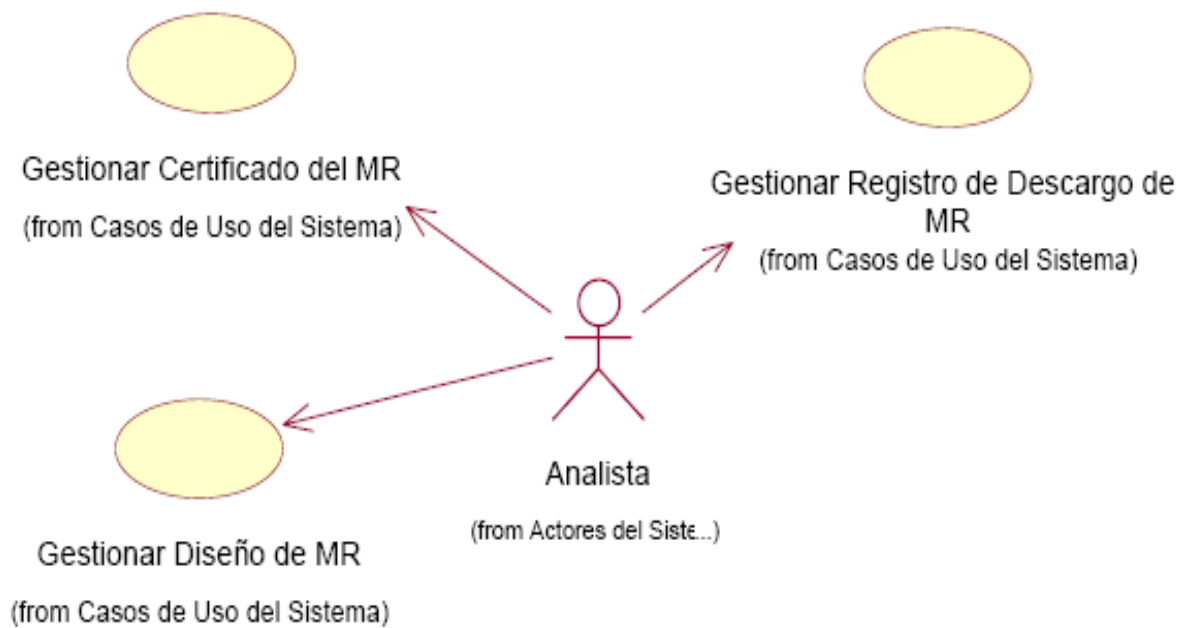 Gestionar Certificado del MR
(from Casos de Uso del Sistema)
Gestionar Registro de Descargo de
MR
(from Casos de Uso del Sistema)
Analista
(from Actores del Siste...)
Gestionar Diseño de MR
(from Casos de Uso del Sistema)